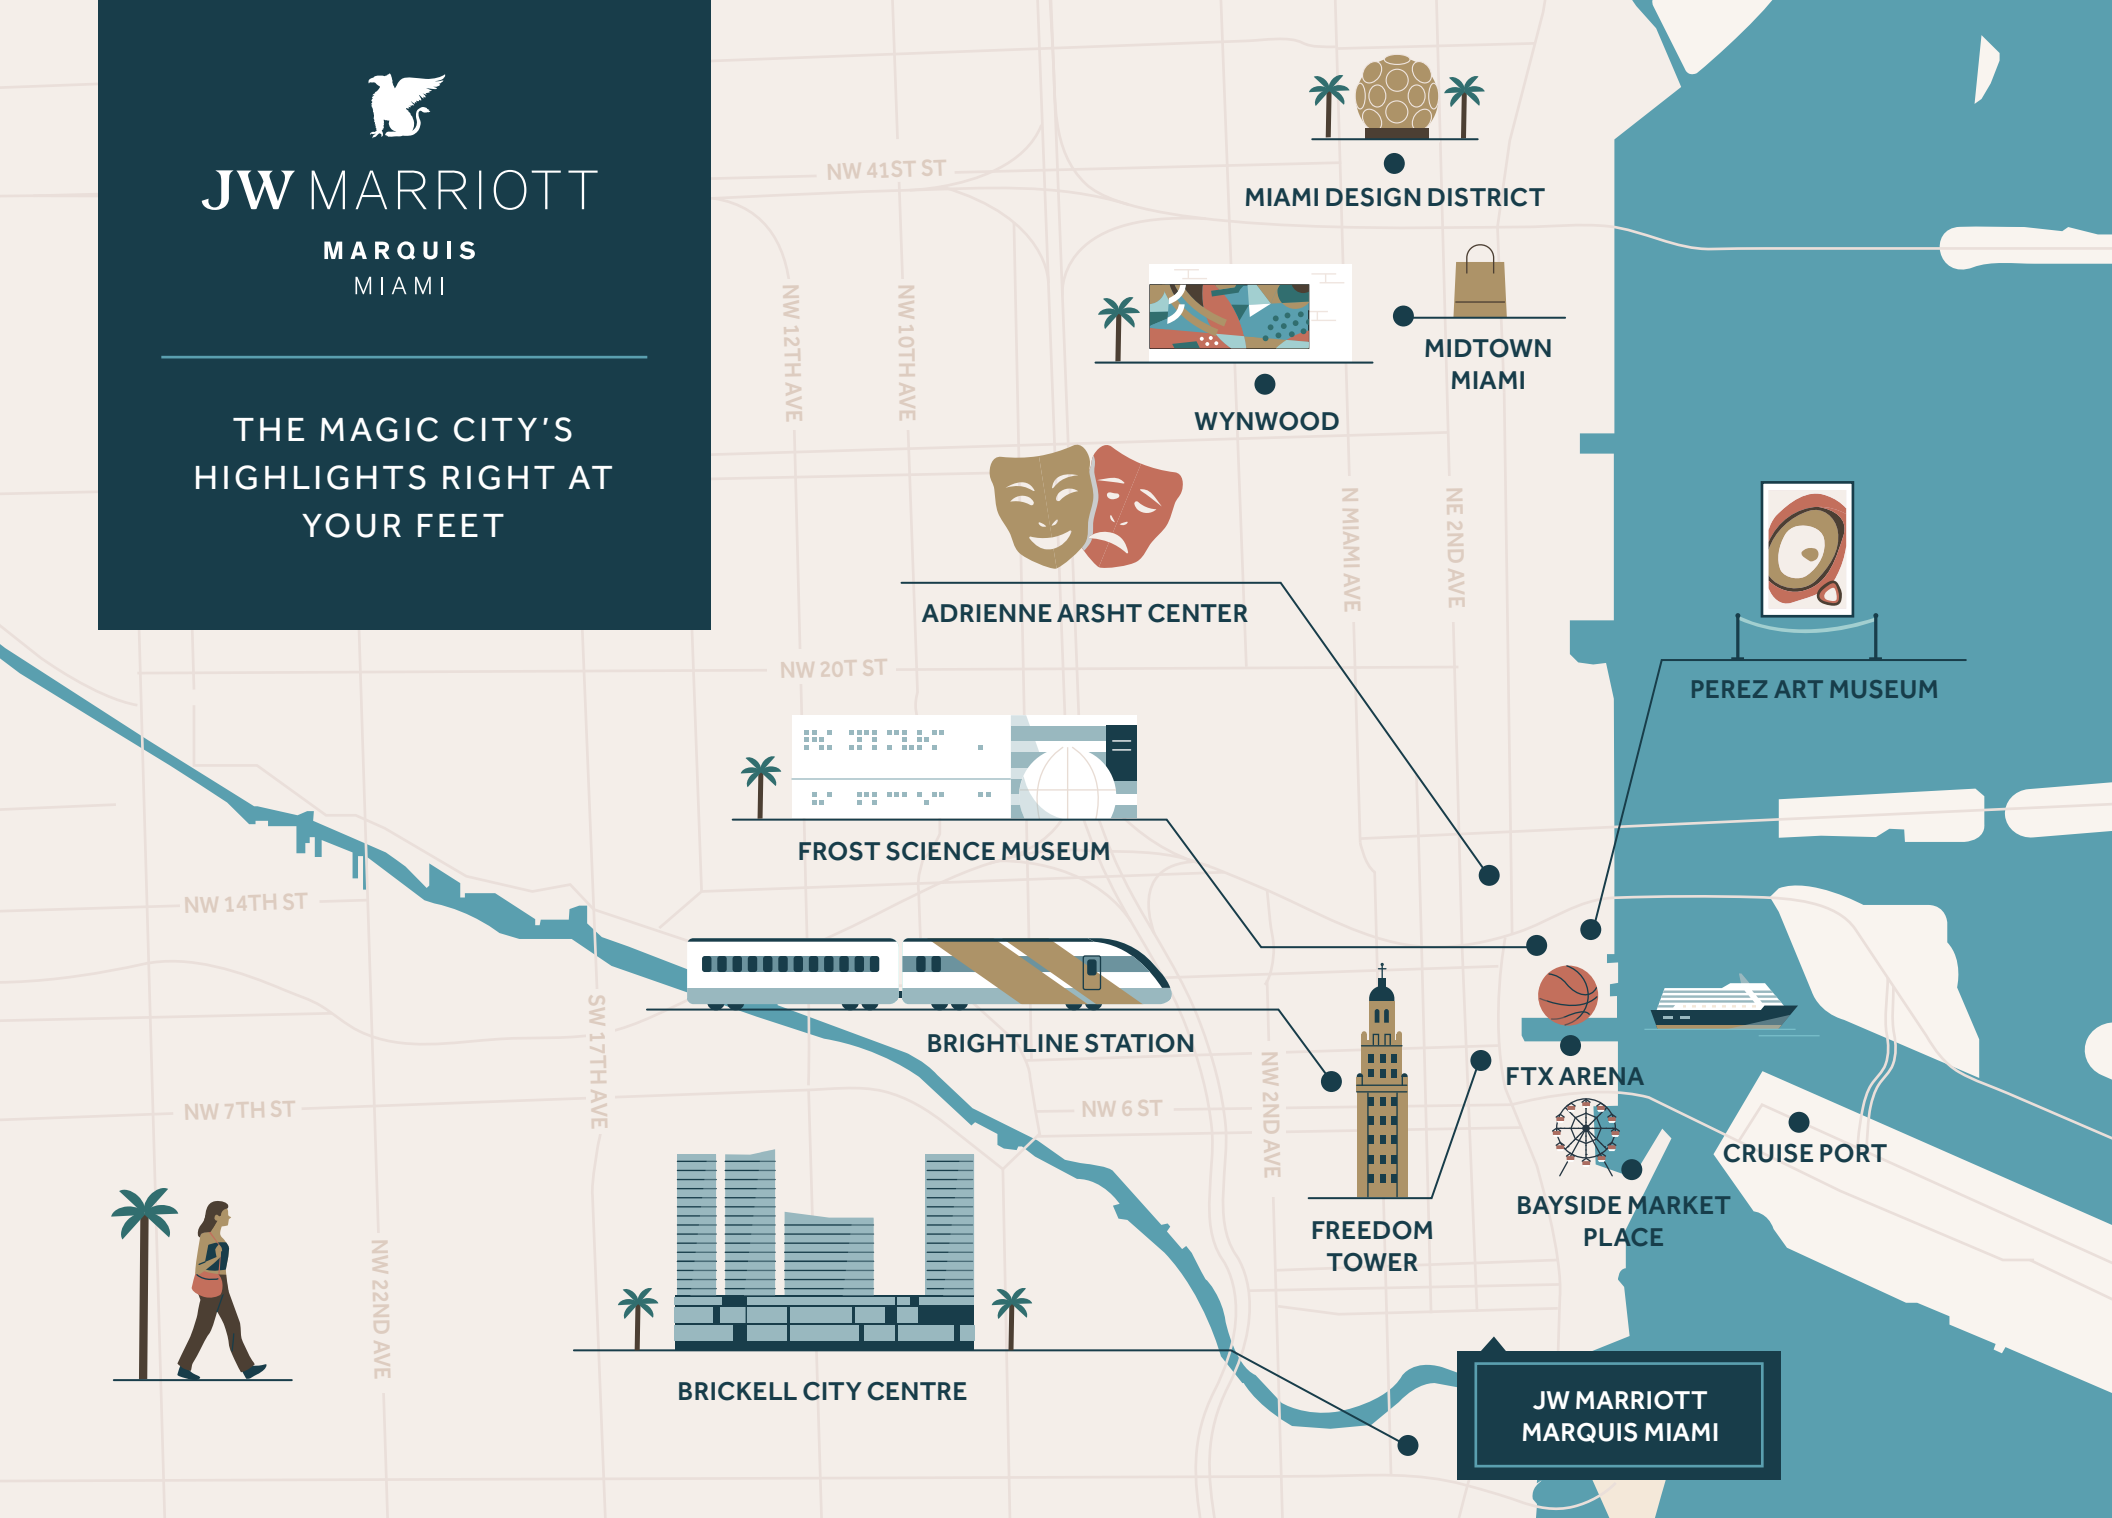 JW MARRIOTT
MARQUIS
MIAMI
THE MAGIC CITY'S
HIGHLIGHTS RIGHT AT
YOUR FEET
MIAMI DESIGN DISTRICT
NW 41ST ST
NW 12TH AVE
NW 10TH AVE
MIDTOWN
MIAMI
WYNWOOD
N MIAMI AVE
NE 2ND AVE
ADRIENNE ARSHT CENTER
NW 20T ST
PEREZ ART MUSEUM
FROST SCIENCE MUSEUM
NW 14TH ST
SW 17TH AVE
BRIGHTLINE STATION
NW 2ND AVE
FTX ARENA
NW 7TH ST
NW 6 ST
CRUISE PORT
BAYSIDE MARKET
PLACE
FREEDOM
TOWER
NW 22ND AVE
BRICKELL CITY CENTRE
JW MARRIOTT
MARQUIS MIAMI